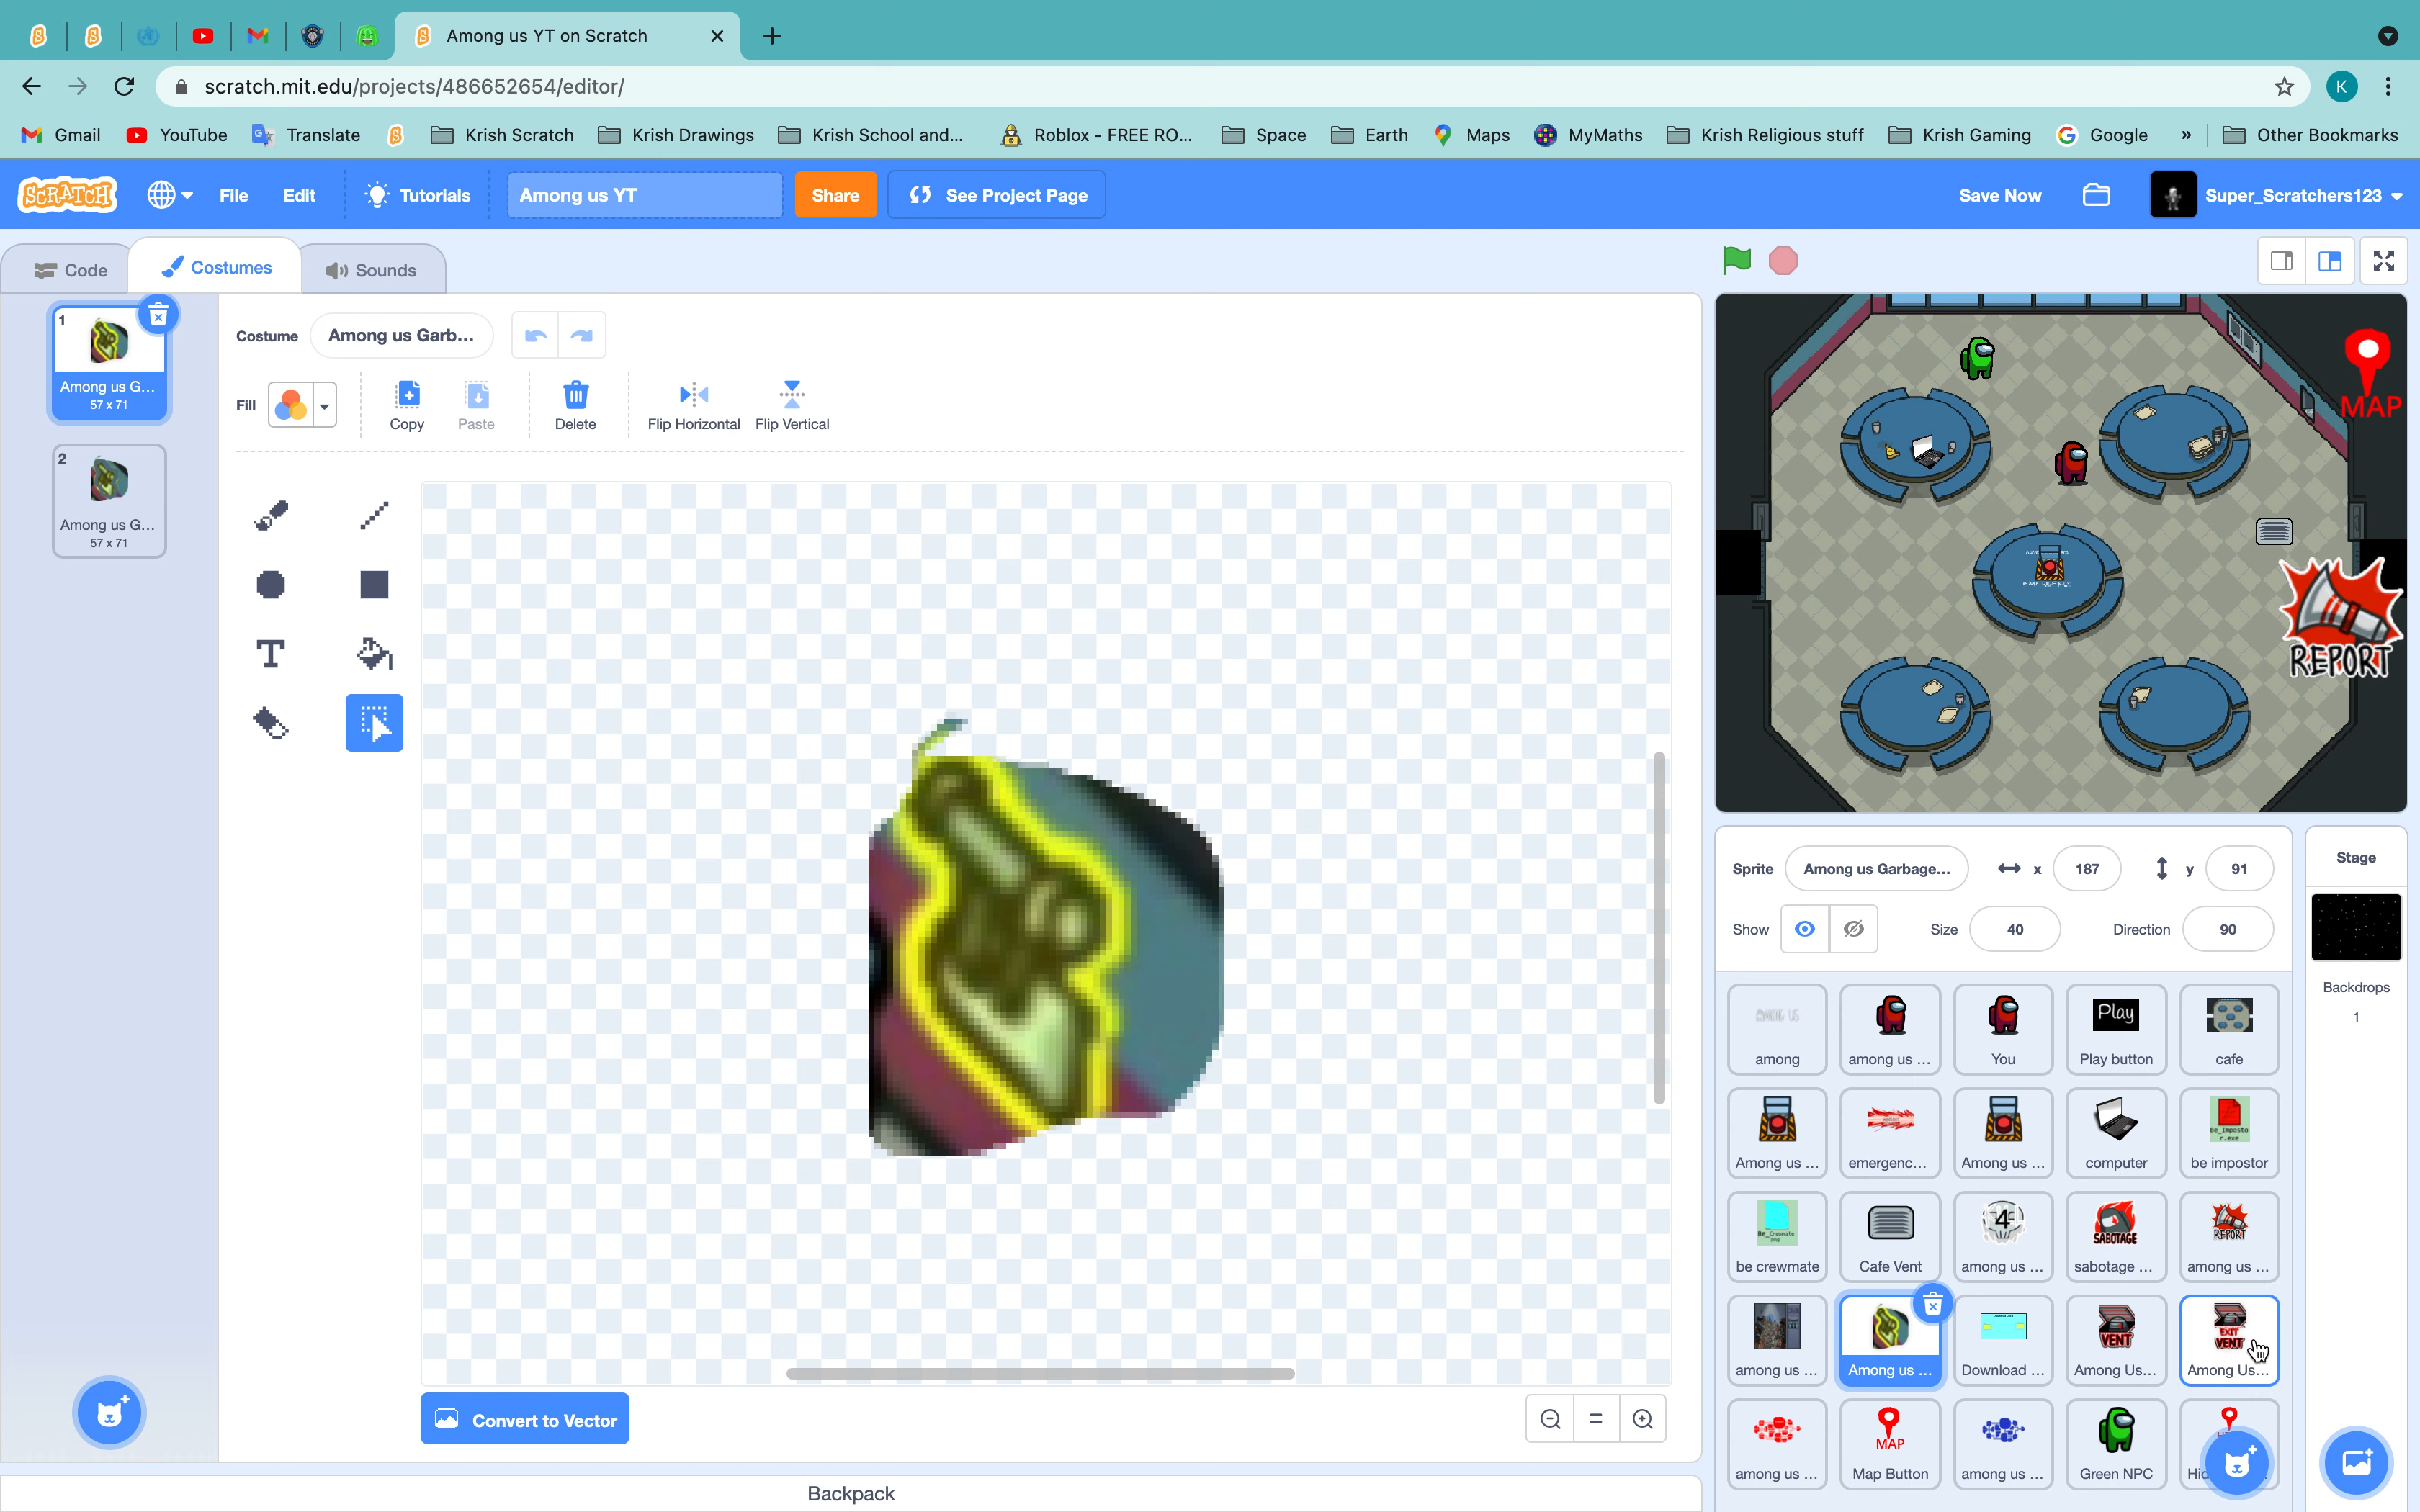 Among us YT on Scratch
scratch.mit.edu/projects/486652654/editor/
K
Gmail YouTube Translate Krish Scratch Krish Drawings Krish School and... Roblox - FREE RO... Space Earth Maps MyMaths Krish Religious stuff Krish Gaming Google » Other Bookmarks
SCRATCH File Edit Tutorials Among us YT Share See Project Page Save Now Super_Scratchers123
Code Costumes Sounds
1
Among us G...
57 x 71
2
Among us G...
57 x 71
Costume Among us Garb...
Fill Copy Paste Delete Flip Horizontal Flip Vertical
T
Convert to Vector
Backpack
MAP
EMERGENCY
REPORT
Sprite Among us Garbage... x 187 y 91
Show Size 40 Direction 90
Stage
Backdrops
1
AMONG US
Play
among
among us ...
You
Play button
cafe
Be_Imposto
r.exe
Among us ...
emergenc...
Among us ...
computer
be impostor
4
SABOTAGE
REPORT
be crewmate
Cafe Vent
among us ...
sabotage ...
among us ...
VENT
EXIT
VENT
among us ...
Among us ...
Download ...
Among Us...
Among Us...
MAP
among us ...
Map Button
among us ...
Green NPC